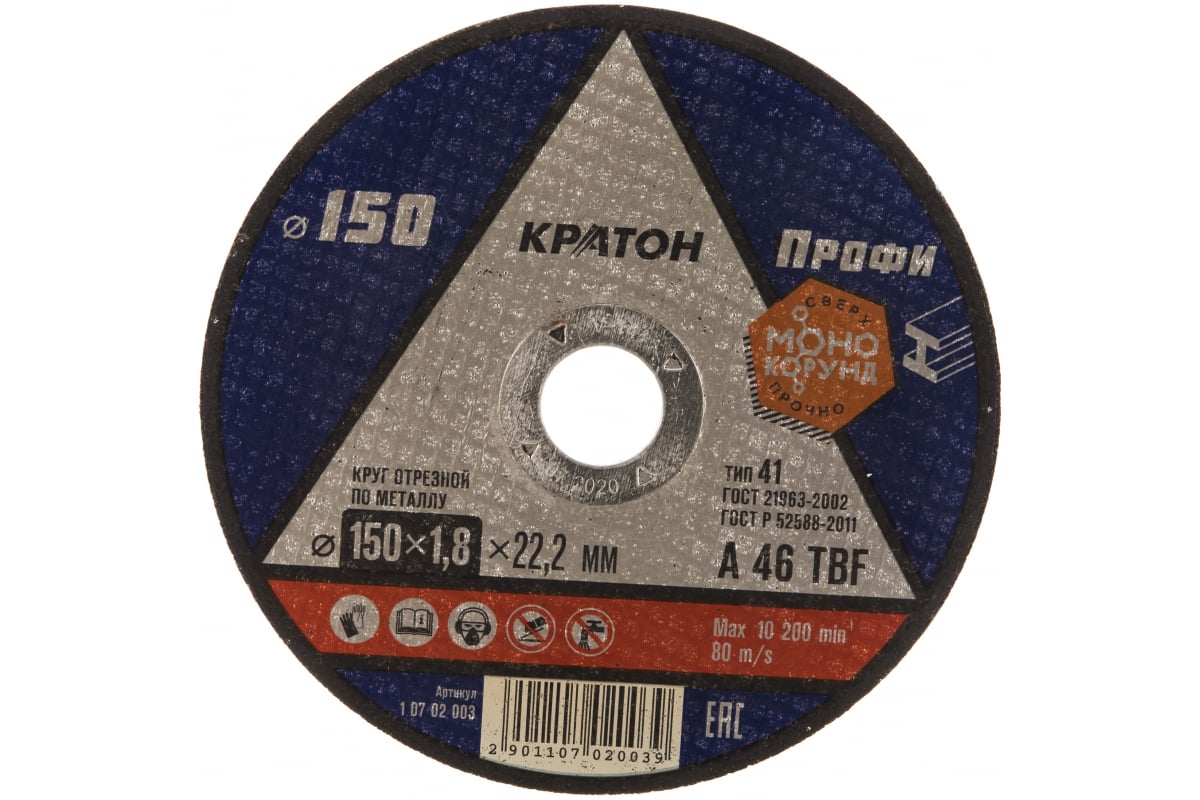 ⌀ 150
КРАТОН
Профи
СВЕРХ
МОНО
КОРУНД
ПРОЧНО
2020
КРУГ ОТРЕЗНОЙ
ПО МЕТАЛЛУ
⌀ 150×1,8 ×22,2 ММ
ТИП 41
ГОСТ 21963-2002
ГОСТ Р 52588-2011
A 46 TBF
Max 10 200 min
80 m/s
Артикул
1 07 02 003
2 901107 020039
EAC